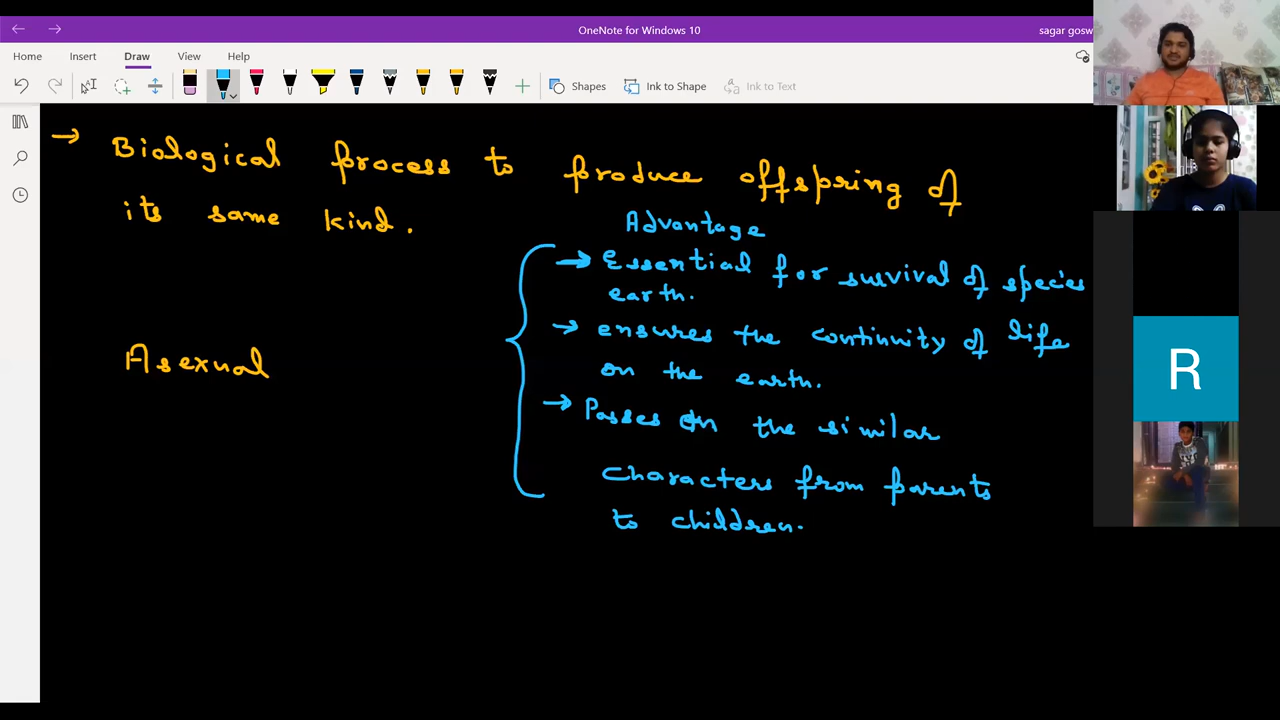 OneNote for Windows 10
sagar gosw
Home Insert Draw View Help
Shapes Ink to Shape Ink to Text
→ Biological process to produce offspring of
its same kind.
Advantage
→ Essential for survival of species
earth.
→ ensures the continuity of life
on the earth.
Asexual
→ Passes on the similar
characters from parents
to children.
R